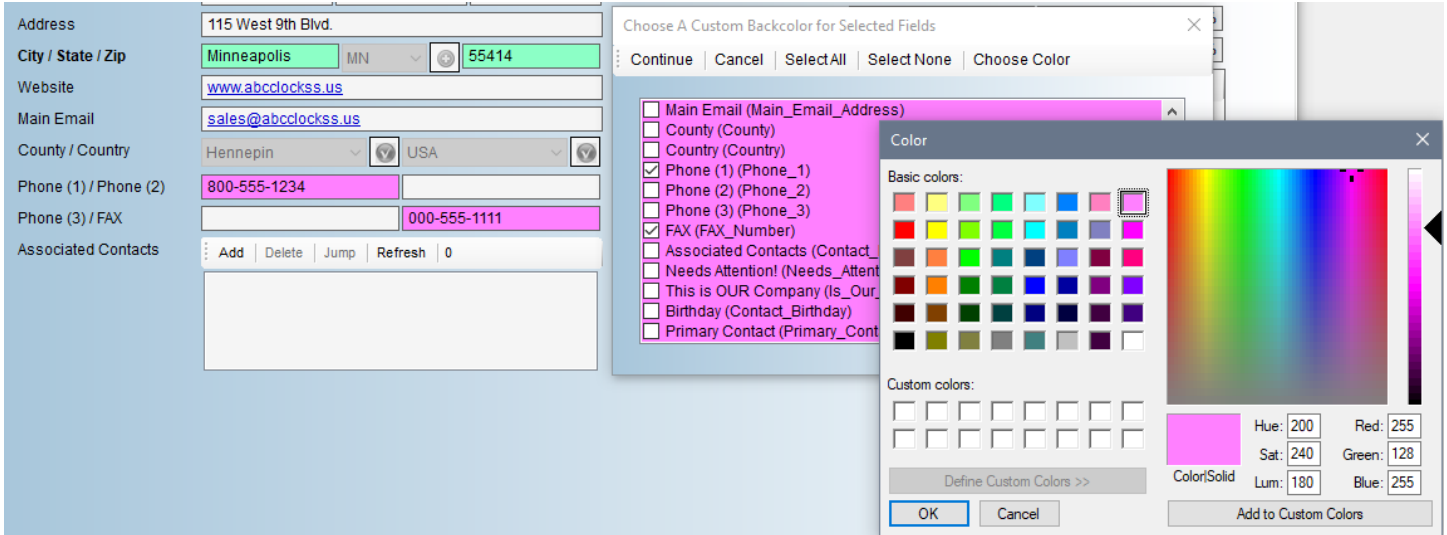 Address
115 West 9th Blvd.
City / State / Zip
Minneapolis
MN
55414
Website
www.abcclockss.us
Main Email
sales@abcclockss.us
County / Country
Hennepin
USA
Phone (1) / Phone (2)
800-555-1234
Phone (3) / FAX
000-555-1111
Associated Contacts
Add
Delete
Jump
Refresh
0
Choose A Custom Backcolor for Selected Fields
Continue
Cancel
Select All
Select None
Choose Color
Main Email (Main_Email_Address)
County (County)
Country (Country)
Phone (1) (Phone_1)
Phone (2) (Phone_2)
Phone (3) (Phone_3)
FAX (FAX_Number)
Associated Contacts (Contact_
Needs Attention! (Needs_Attent
This is OUR Company (Is_Our_
Birthday (Contact_Birthday)
Primary Contact (Primary_Cont
Color
Basic colors:
Custom colors:
Define Custom Colors >>
OK
Cancel
Color|Solid
Hue: 200
Sat: 240
Lum: 180
Red: 255
Green: 128
Blue: 255
Add to Custom Colors